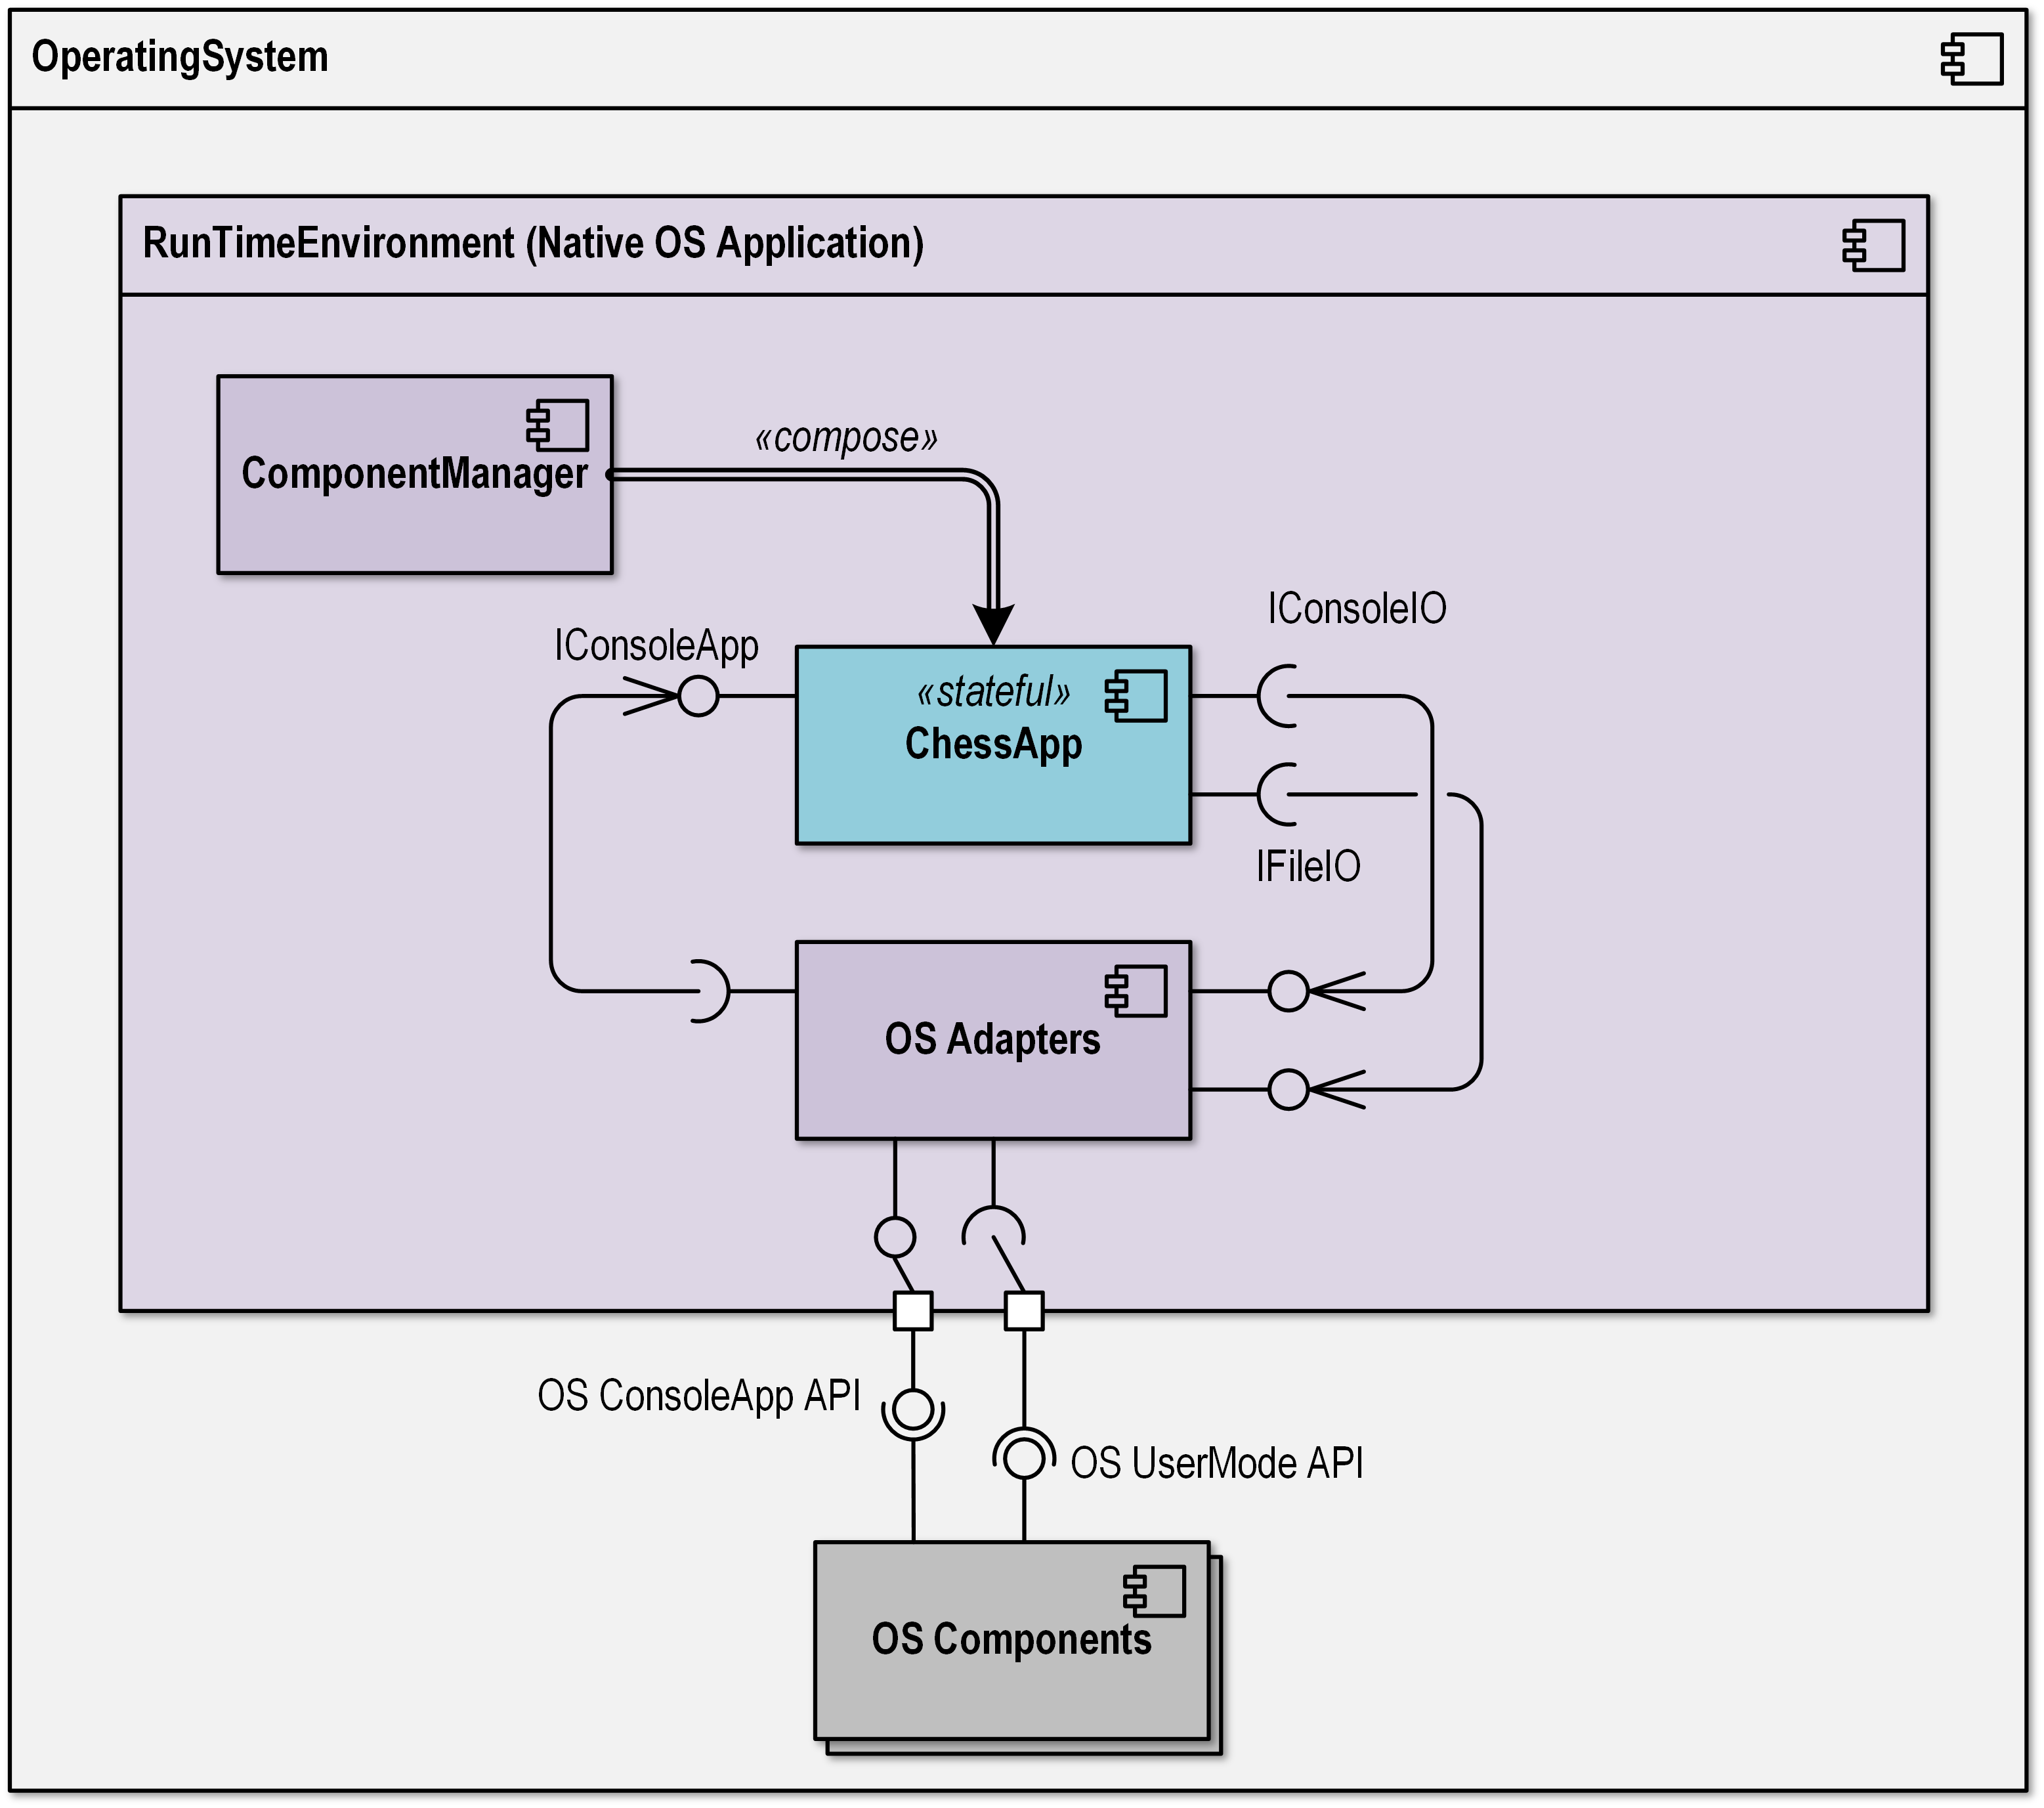 OperatingSystem
RunTimeEnvironment (Native OS Application)
ComponentManager
«compose»
IConsoleApp
IConsoleIO
«stateful»
ChessApp
IFileIO
OS Adapters
OS ConsoleApp API
OS UserMode API
OS Components